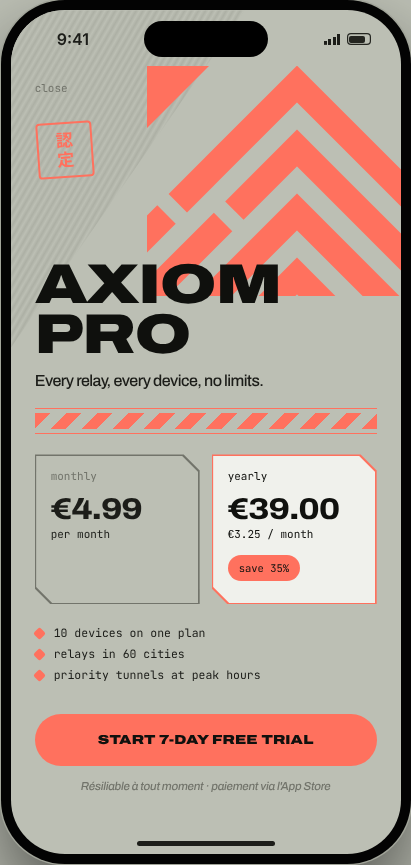 9:41
close
認
定
AXIOM
PRO
Every relay, every device, no limits.
monthly
€4.99
per month
yearly
€39.00
€3.25 / month
save 35%
10 devices on one plan
relays in 60 cities
priority tunnels at peak hours
START 7-DAY FREE TRIAL
Résiliable à tout moment · paiement via l'App Store